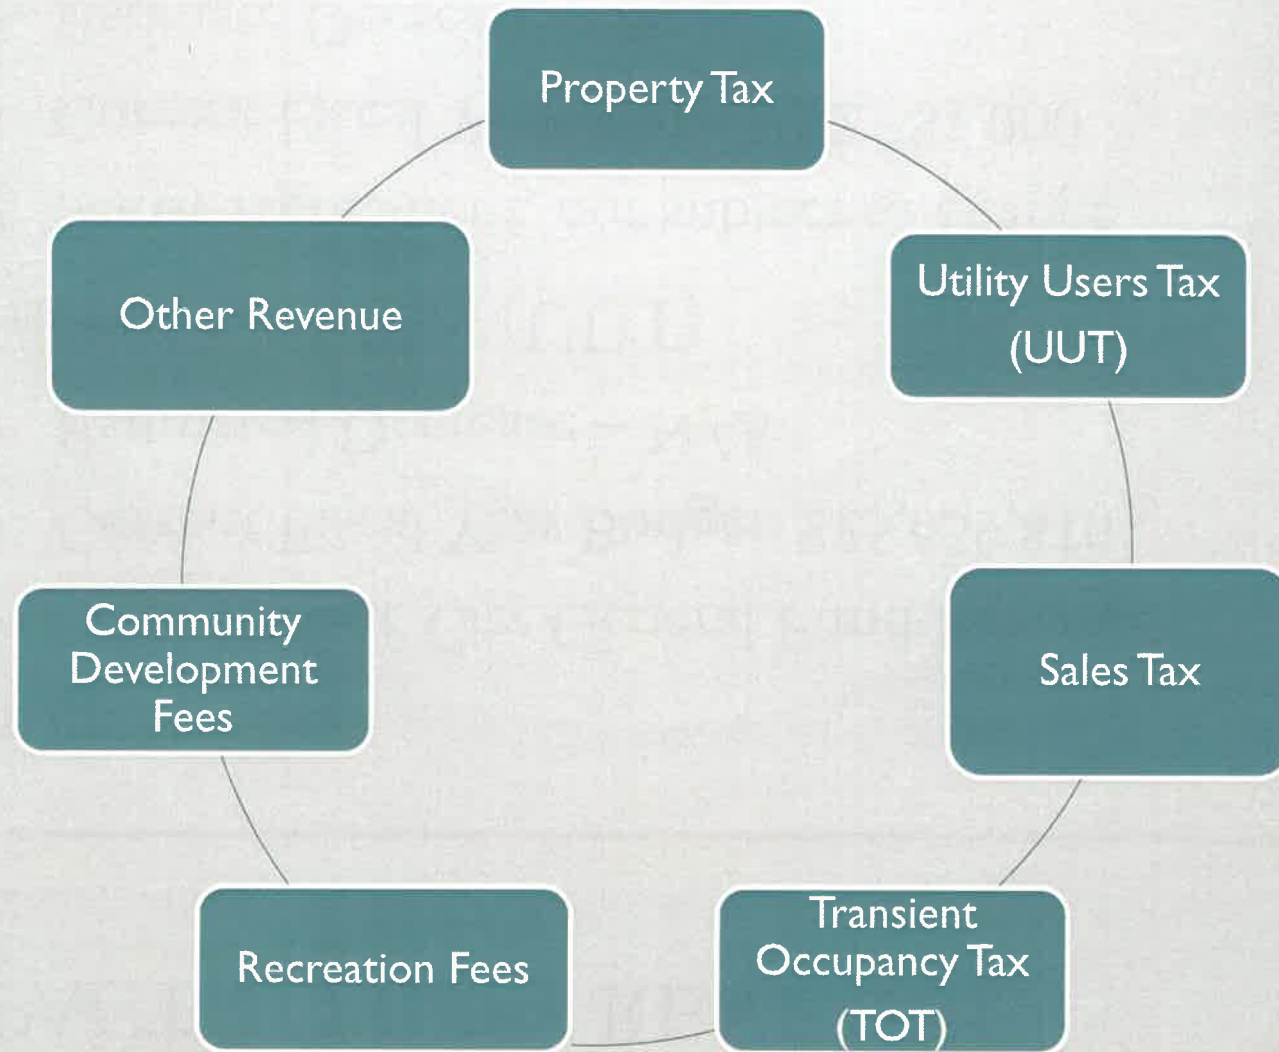 Property Tax
Utility Users Tax
(UUT)
Sales Tax
Transient
Occupancy Tax
(TOT)
Recreation Fees
Community
Development
Fees
Other Revenue